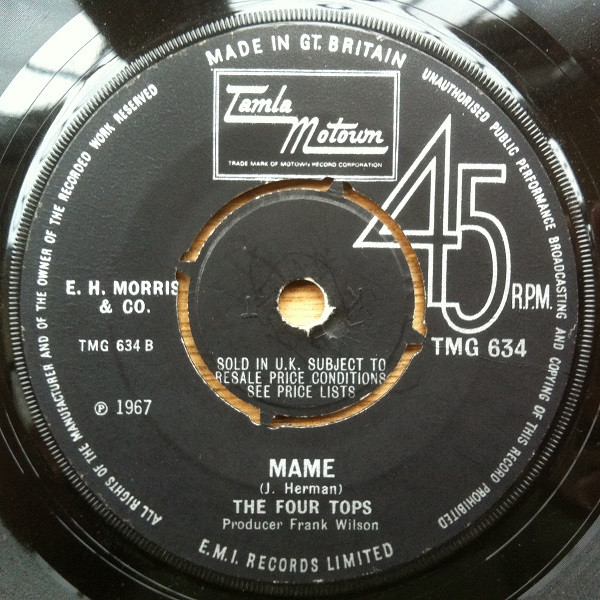 MADE IN GT. BRITAIN
UNAUTHORISED PUBLIC PERFORMANCE BROADCASTING AND COPYING OF THIS RECORD PROHIBITED
ALL RIGHTS OF THE MANUFACTURER AND OF THE OWNER OF THE RECORDED WORK RESERVED
Tamla
Motown
TRADE MARK OF MOTOWN RECORD CORPORATION
45
R.P.M.
E. H. MORRIS
& CO.
TMG 634 B
TMG 634
SOLD IN U.K. SUBJECT TO
RESALE PRICE CONDITIONS
SEE PRICE LISTS
℗ 1967
MAME
(J. Herman)
THE FOUR TOPS
Producer Frank Wilson
E.M.I. RECORDS LIMITED